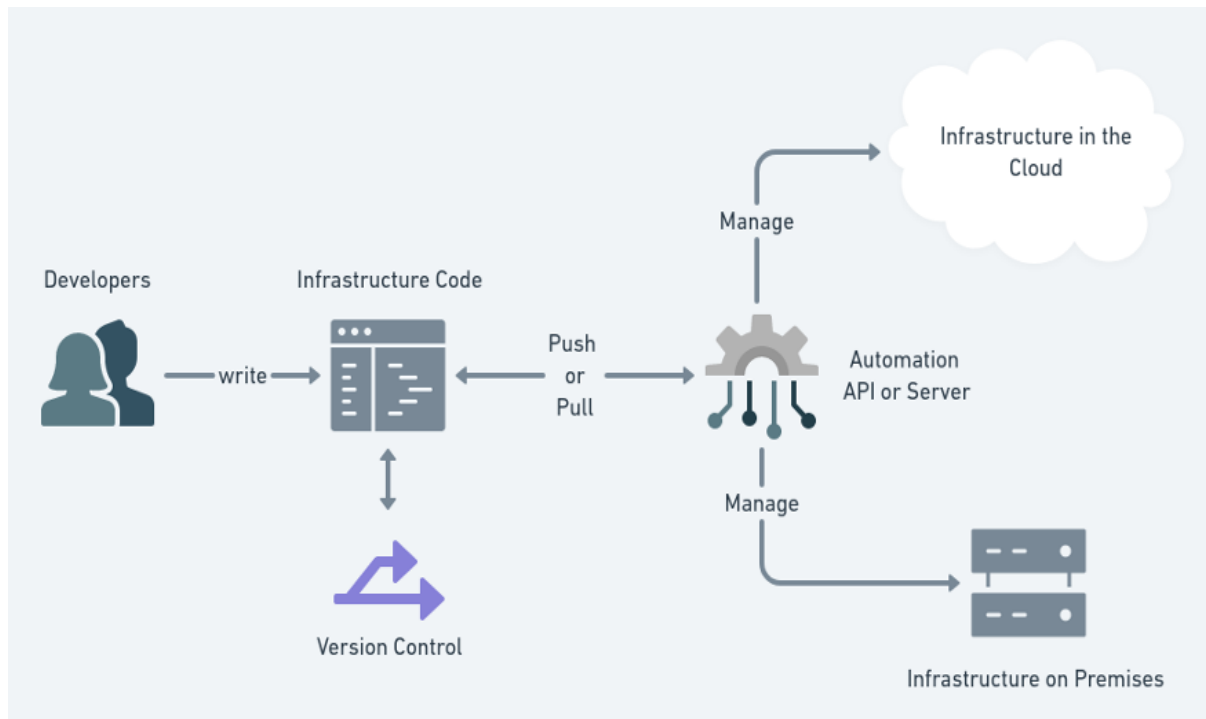 Developers
write
Infrastructure Code
Version Control
Push
or
Pull
Automation
API or Server
Manage
Infrastructure in the
Cloud
Manage
Infrastructure on Premises